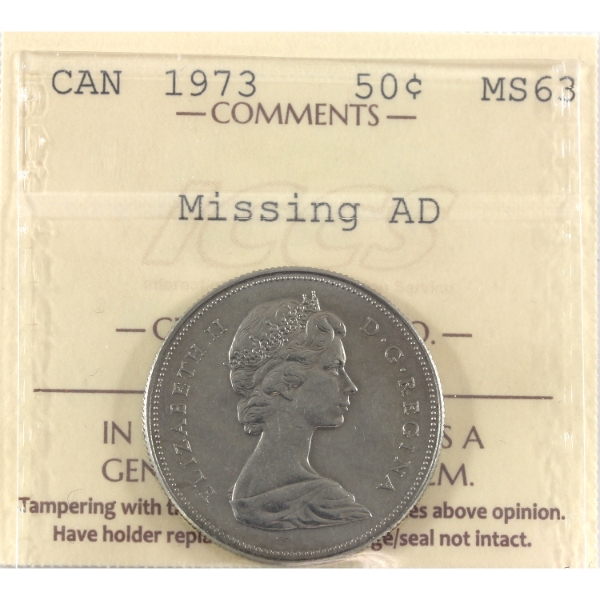 CAN 1973 50¢ MS63
— COMMENTS —
Missing AD
ICCS
ELIZABETH II D·G·REGINA
IN
GEN
A
M.
Tampering with es above opinion.
Have holder ge/seal not intact.